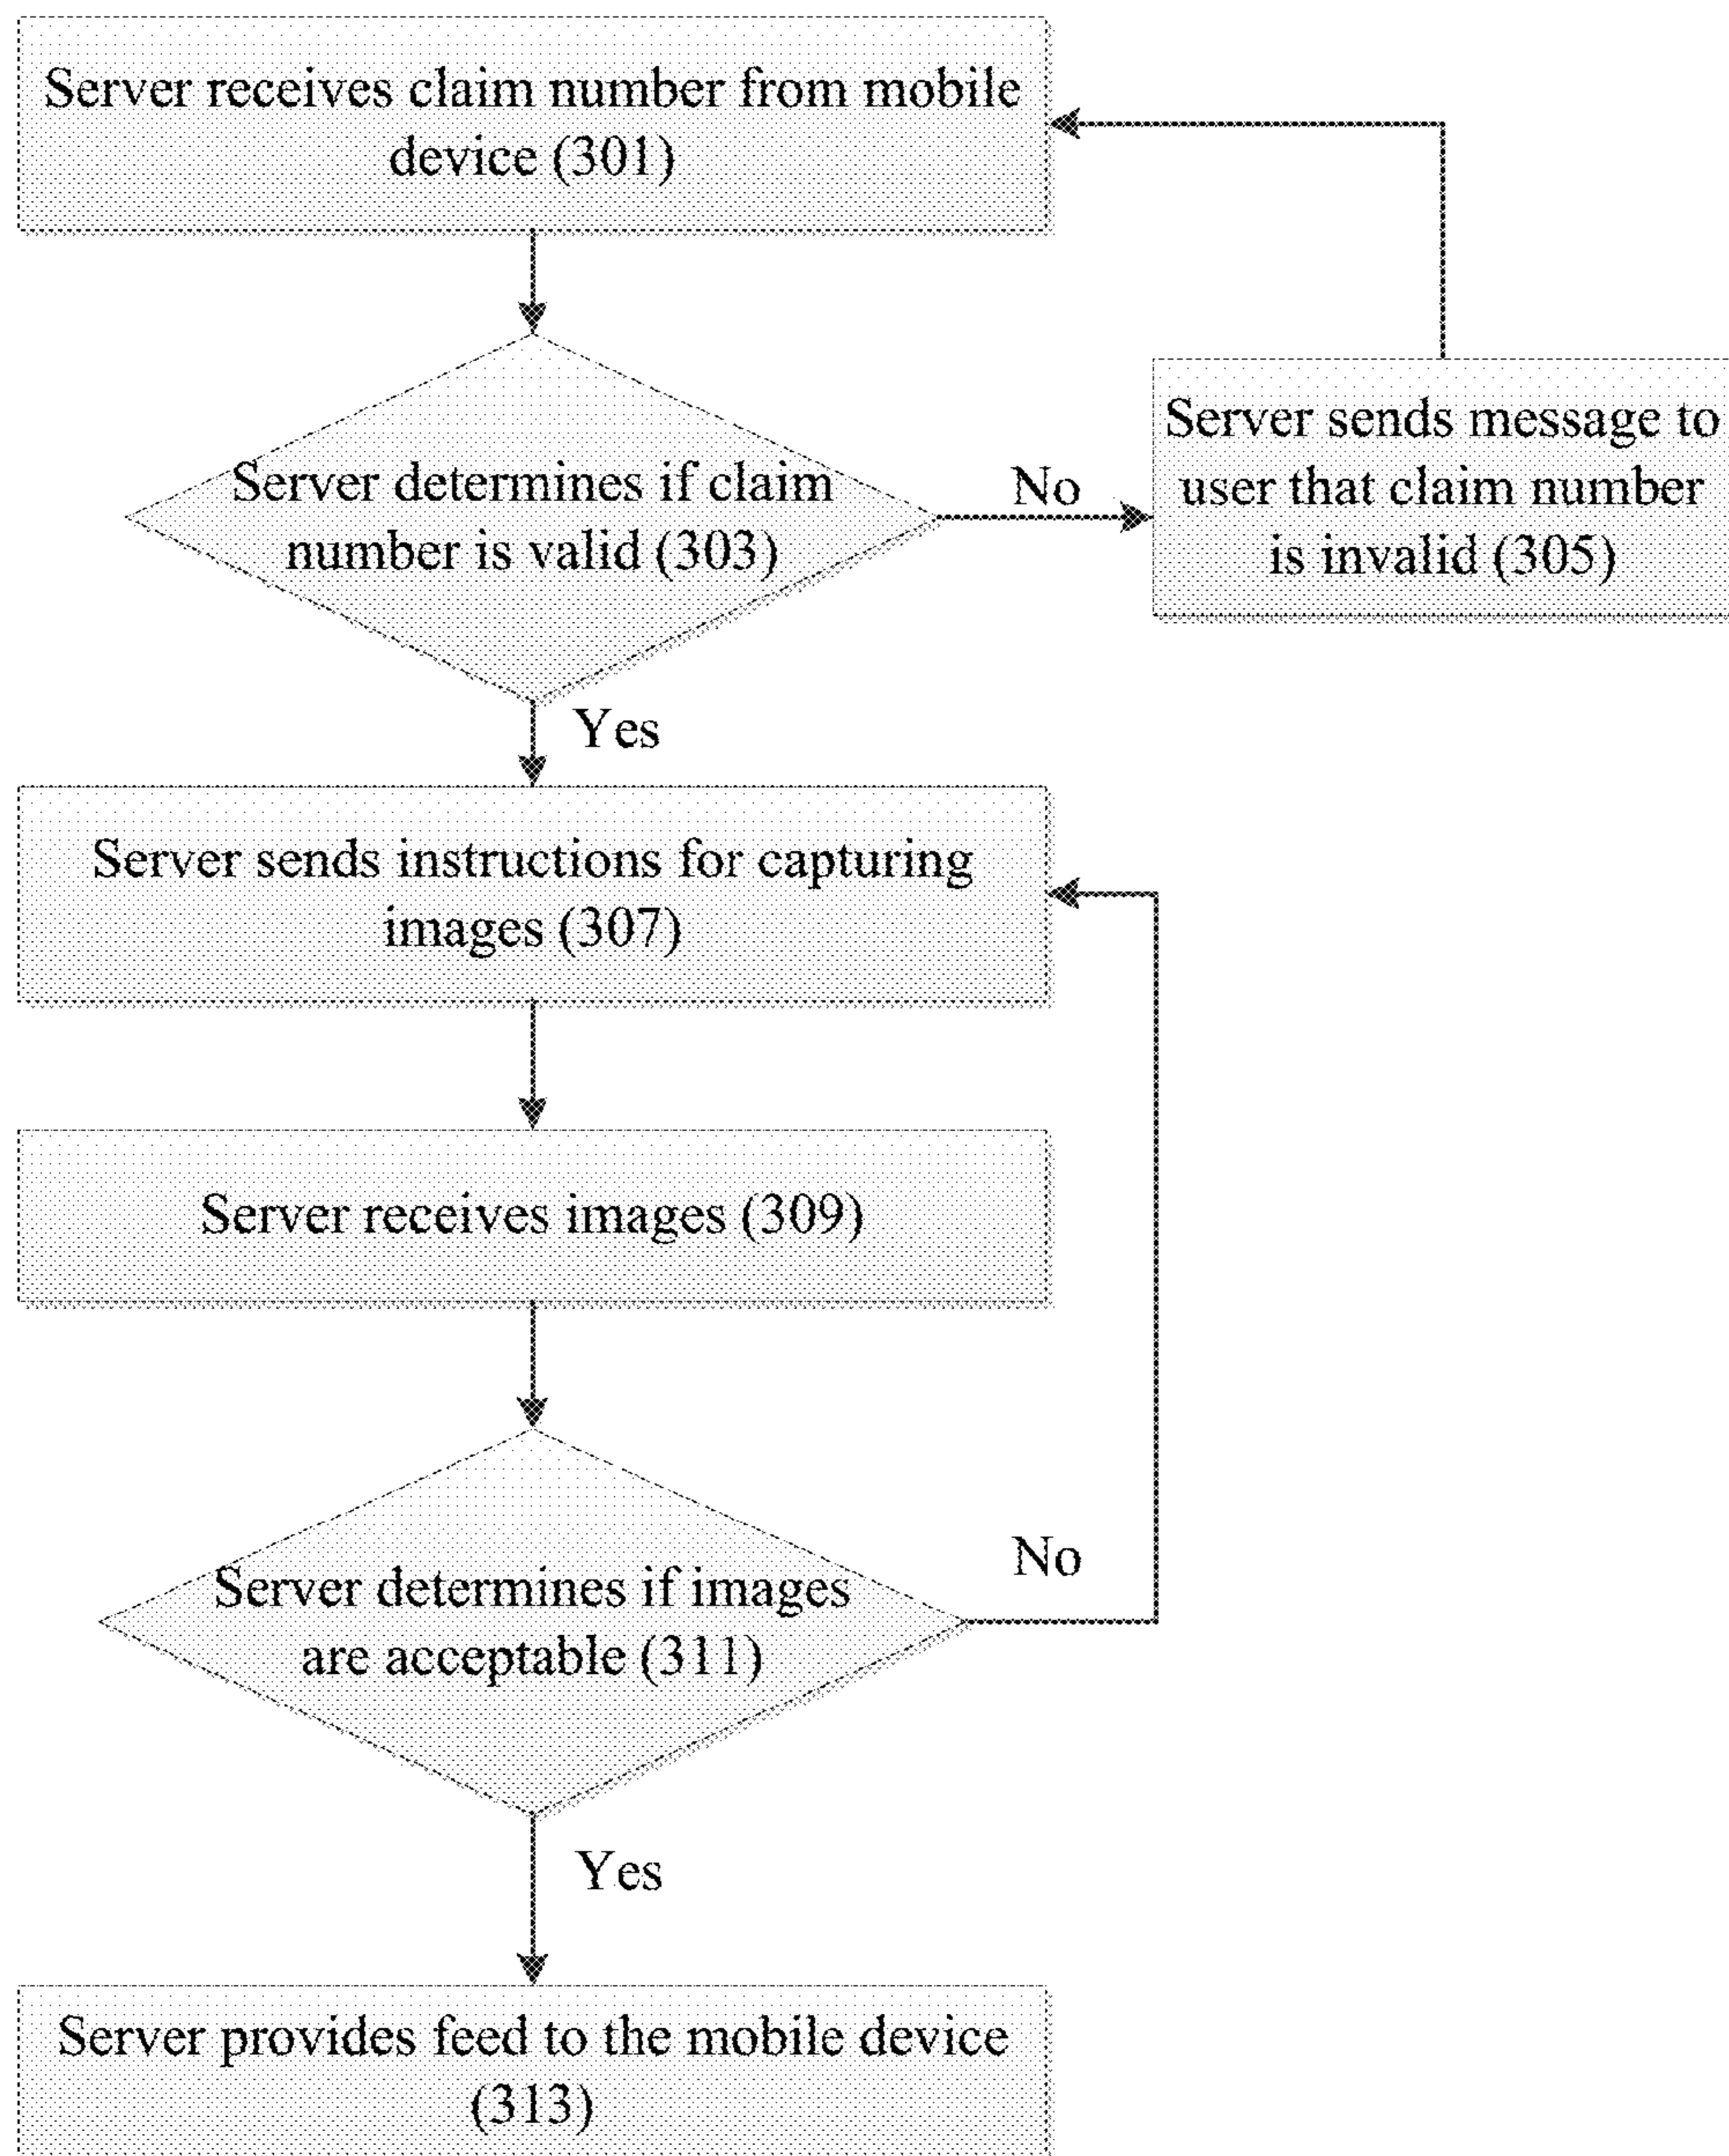 Server receives claim number from mobile
device (301)
Server determines if claim
number is valid (303)
No
Server sends message to
user that claim number
is invalid (305)
Yes
Server sends instructions for capturing
images (307)
Server receives images (309)
Server determines if images
are acceptable (311)
No
Yes
Server provides feed to the mobile device
(313)